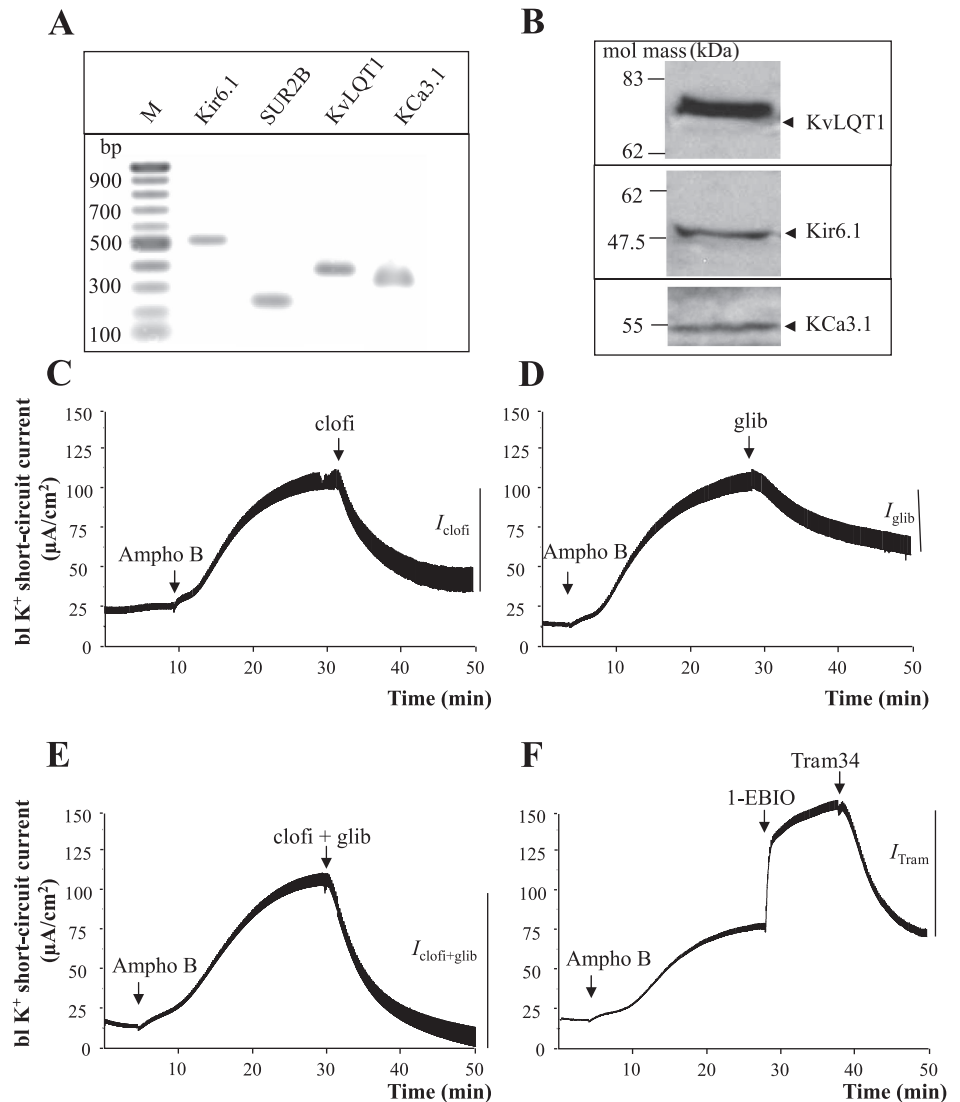 A
M
Kir6.1
SUR2B
KvLQT1
KCa3.1
bp
900
700
500
300
100
B
mol mass (kDa)
83
62
KvLQT1
62
47.5
Kir6.1
55
KCa3.1
C
bl K⁺ short-circuit current
(µA/cm²)
150
125
100
75
50
25
0
Ampho B
clofi
Iclofi
10
20
30
40
50
Time (min)
D
150
125
100
75
50
25
0
Ampho B
glib
Iglib
10
20
30
40
50
Time (min)
E
bl K⁺ short-circuit current
(µA/cm²)
150
125
100
75
50
25
0
Ampho B
clofi + glib
Iclofi+glib
10
20
30
40
50
Time (min)
F
150
125
100
75
50
25
0
Ampho B
1-EBIO
Tram34
ITram
10
20
30
40
50
Time (min)